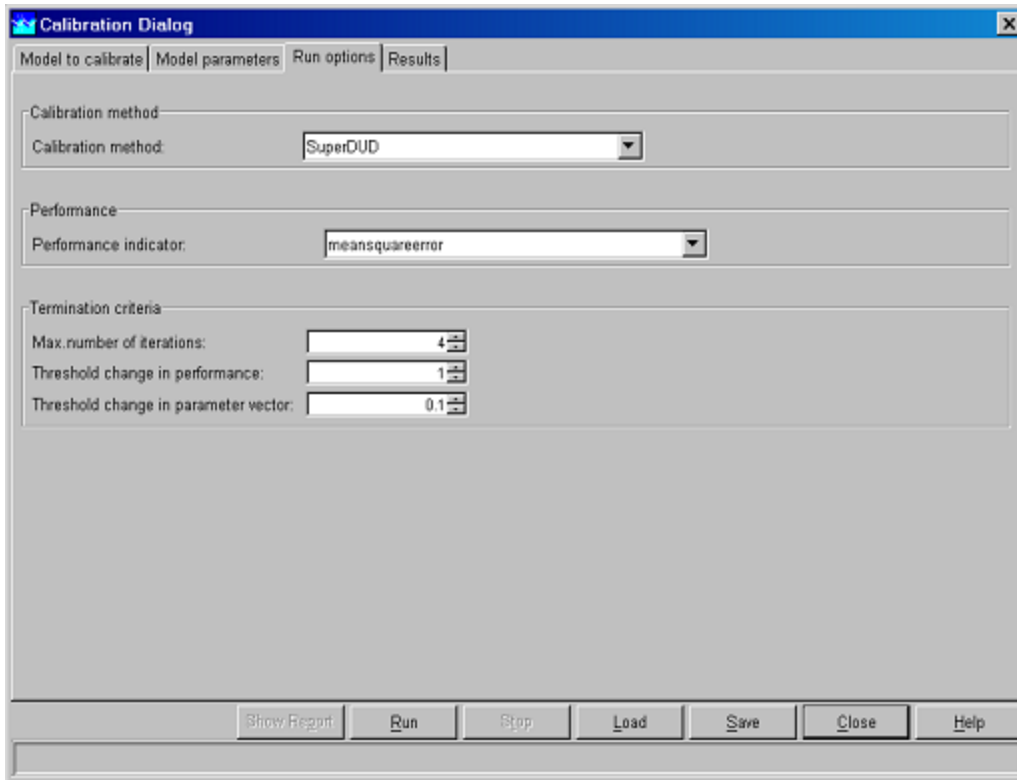 Calibration Dialog
Model to calibrate Model parameters Run options Results
Calibration method
Calibration method: SuperDUD
Performance
Performance indicator: meansquareerror
Termination criteria
Max.number of iterations: 4
Threshold change in performance: 1
Threshold change in parameter vector: 0.1
Show Report Run Stop Load Save Close Help